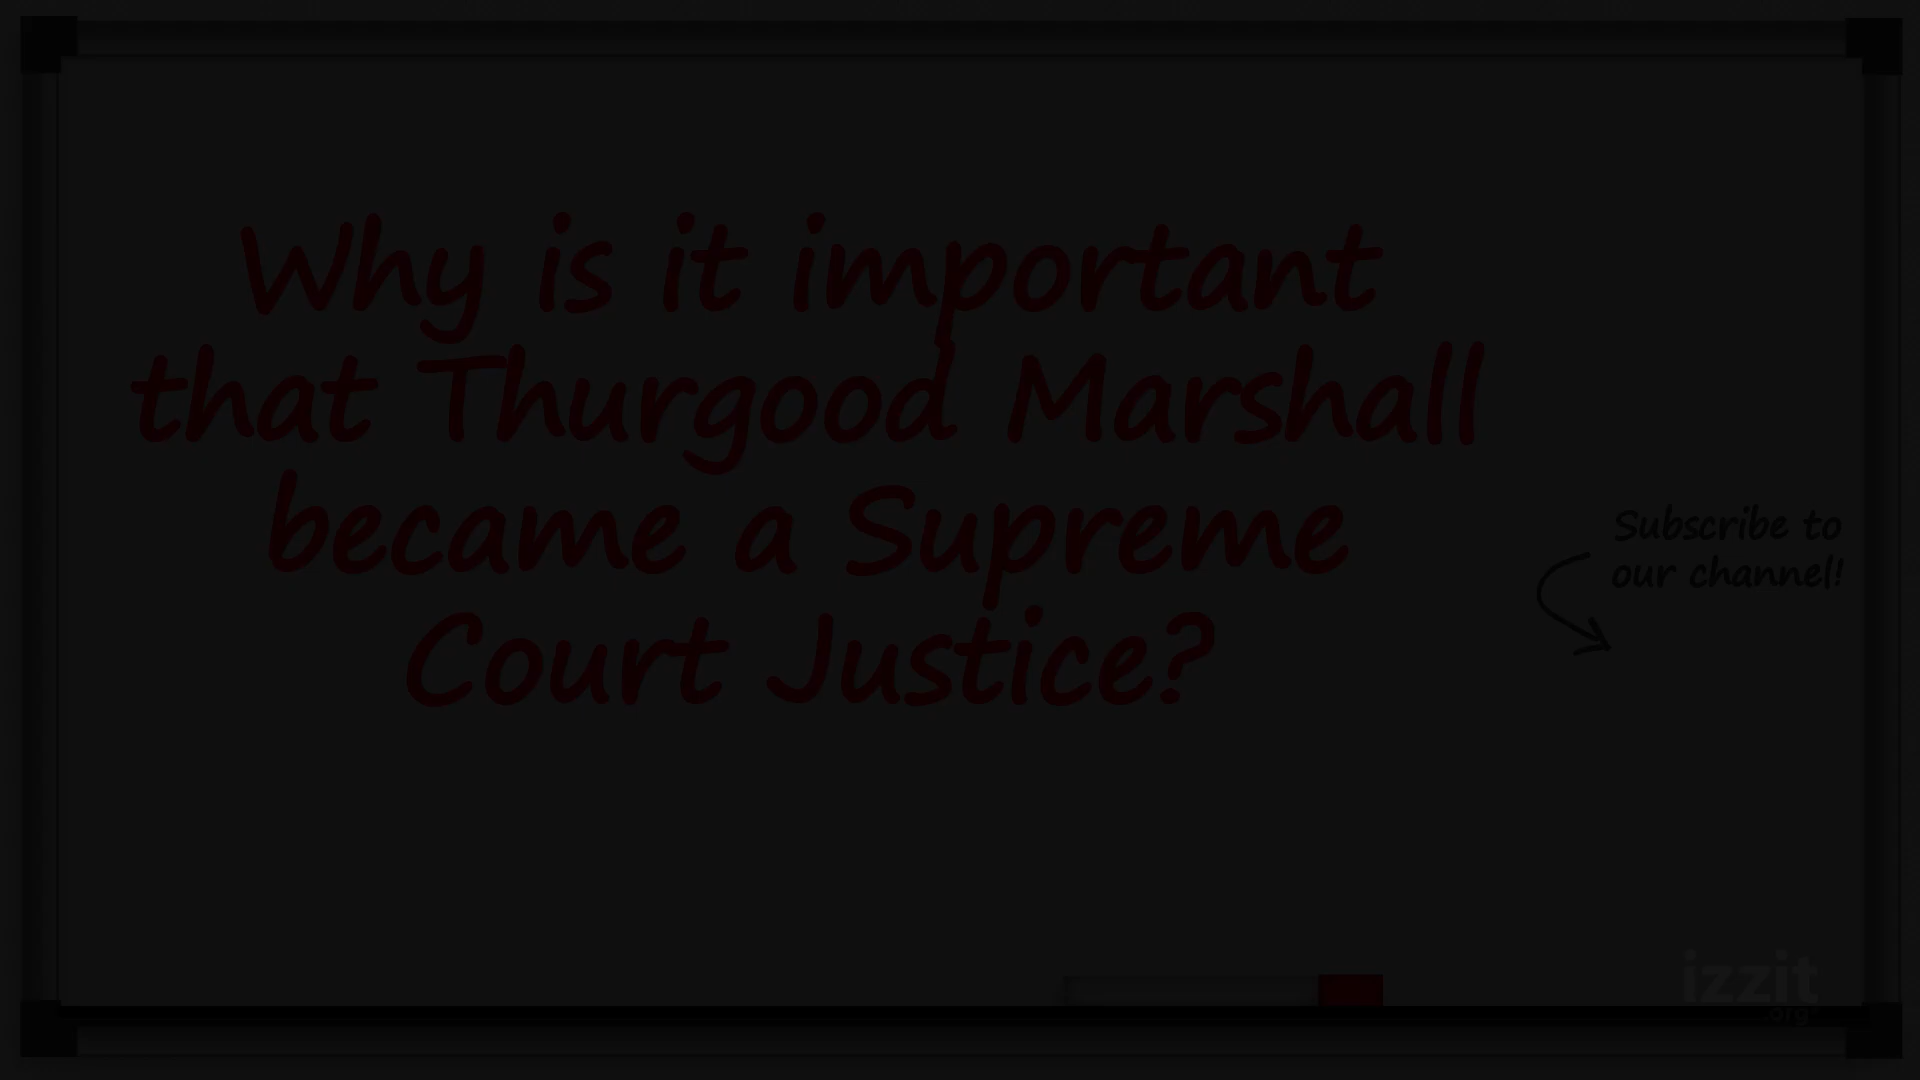 Why is it important
that Thurgood Marshall
became a Supreme
Court Justice?
Subscribe to
our channel!
izzit
.org